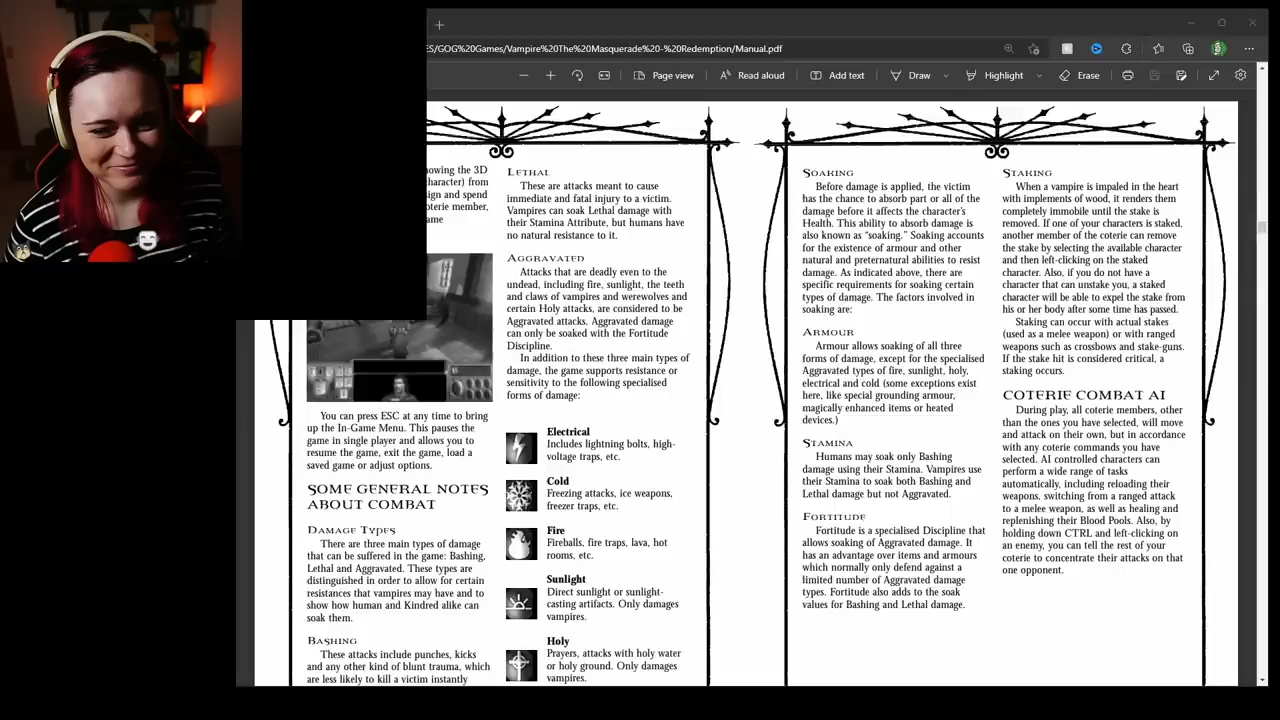 ES/GOG%20Games/Vampire%20The%20Masquerade%20-%20Redemption/Manual.pdf
Page view
Read aloud
Add text
Draw
Highlight
Erase
howing the 3D
character) from
sign and spend
oterie member,
ame
You can press ESC at any time to bring
up the In-Game Menu. This pauses the
game in single player and allows you to
resume the game, exit the game, load a
saved game or adjust options.
SOME GENERAL NOTES
ABOUT COMBAT
DAMAGE TYPES
There are three main types of damage
that can be suffered in the game: Bashing,
Lethal and Aggravated. These types are
distinguished in order to allow for certain
resistances that vampires may have and to
show how human and Kindred alike can
soak them.
BASHING
These attacks include punches, kicks
and any other kind of blunt trauma, which
are less likely to kill a victim instantly
LETHAL
These are attacks meant to cause
immediate and fatal injury to a victim.
Vampires can soak Lethal damage with
their Stamina Attribute, but humans have
no natural resistance to it.
AGGRAVATED
Attacks that are deadly even to the
undead, including fire, sunlight, the teeth
and claws of vampires and werewolves and
certain Holy attacks, are considered to be
Aggravated attacks. Aggravated damage
can only be soaked with the Fortitude
Discipline.
In addition to these three main types of
damage, the game supports resistance or
sensitivity to the following specialised
forms of damage:
Electrical
Includes lightning bolts, high-
voltage traps, etc.
Cold
Freezing attacks, ice weapons,
freezer traps, etc.
Fire
Fireballs, fire traps, lava, hot
rooms, etc.
Sunlight
Direct sunlight or sunlight-
casting artifacts. Only damages
vampires.
Holy
Prayers, attacks with holy water
or holy ground. Only damages
vampires.
SOAKING
Before damage is applied, the victim
has the chance to absorb part or all of the
damage before it affects the character's
Health. This ability to absorb damage is
also known as "soaking." Soaking accounts
for the existence of armour and other
natural and preternatural abilities to resist
damage. As indicated above, there are
specific requirements for soaking certain
types of damage. The factors involved in
soaking are:
ARMOUR
Armour allows soaking of all three
forms of damage, except for the specialised
Aggravated types of fire, sunlight, holy,
electrical and cold (some exceptions exist
here, like special grounding armour,
magically enhanced items or heated
devices.)
STAMINA
Humans may soak only Bashing
damage using their Stamina. Vampires use
their Stamina to soak both Bashing and
Lethal damage but not Aggravated.
FORTITUDE
Fortitude is a specialised Discipline that
allows soaking of Aggravated damage. It
has an advantage over items and armours
which normally only defend against a
limited number of Aggravated damage
types. Fortitude also adds to the soak
values for Bashing and Lethal damage.
STAKING
When a vampire is impaled in the heart
with implements of wood, it renders them
completely immobile until the stake is
removed. If one of your characters is staked,
another member of the coterie can remove
the stake by selecting the available character
and then left-clicking on the staked
character. Also, if you do not have a
character that can unstake you, a staked
character will be able to expel the stake from
his or her body after some time has passed.
Staking can occur with actual stakes
(used as a melee weapon) or with ranged
weapons such as crossbows and stake-guns.
If the stake hit is considered critical, a
staking occurs.
COTERIE COMBAT AI
During play, all coterie members, other
than the ones you have selected, will move
and attack on their own, but in accordance
with any coterie commands you have
selected. AI controlled characters can
perform a wide range of tasks
automatically, including reloading their
weapons, switching from a ranged attack
to a melee weapon, as well as healing and
replenishing their Blood Pools. Also, by
holding down CTRL and left-clicking on
an enemy, you can tell the rest of your
coterie to concentrate their attacks on that
one opponent.